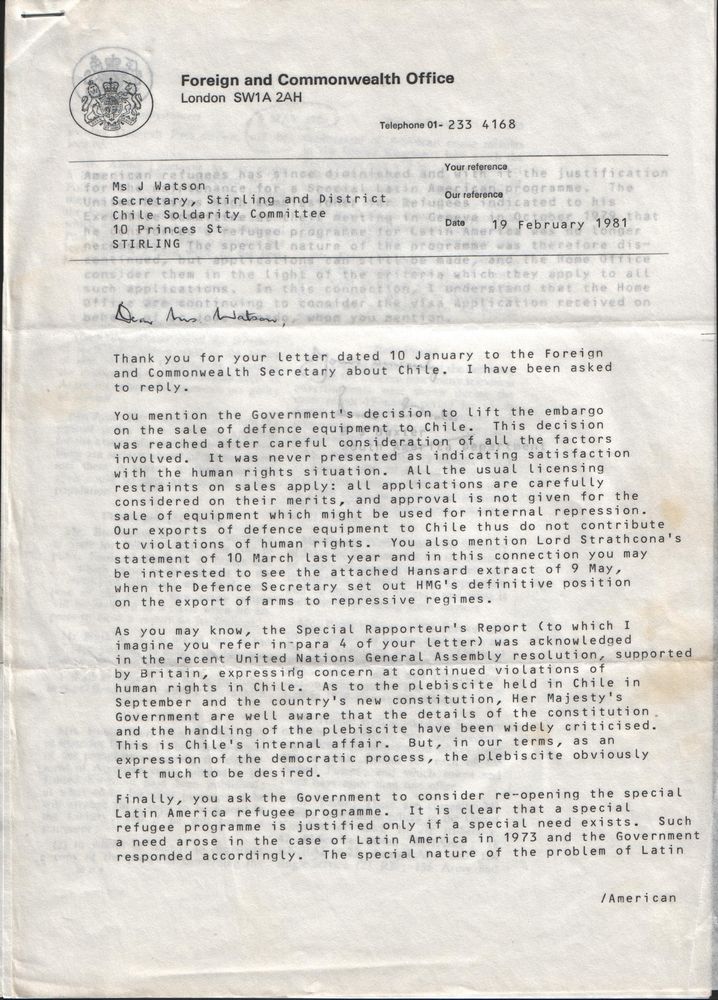 Foreign and Commonwealth Office
London SW1A 2AH
Telephone 01- 233 4168
Your reference
Ms J Watson
Secretary, Stirling and District
Our reference
Chile Soldarity Committee
10 Princes St
Date 19 February 1981
STIRLING
Dear Ms Watson,
Thank you for your letter dated 10 January to the Foreign
and Commonwealth Secretary about Chile. I have been asked
to reply.
You mention the Government's decision to lift the embargo
on the sale of defence equipment to Chile. This decision
was reached after careful consideration of all the factors
involved. It was never presented as indicating satisfaction
with the human rights situation. All the usual licensing
restraints on sales apply: all applications are carefully
considered on their merits, and approval is not given for the
sale of equipment which might be used for internal repression.
Our exports of defence equipment to Chile thus do not contribute
to violations of human rights. You also mention Lord Strathcona's
statement of 10 March last year and in this connection you may
be interested to see the attached Hansard extract of 9 May,
when the Defence Secretary set out HMG's definitive position
on the export of arms to repressive regimes.
As you may know, the Special Rapporteur's Report (to which I
imagine you refer in para 4 of your letter) was acknowledged
in the recent United Nations General Assembly resolution, supported
by Britain, expressing concern at continued violations of
human rights in Chile. As to the plebiscite held in Chile in
September and the country's new constitution, Her Majesty's
Government are well aware that the details of the constitution
and the handling of the plebiscite have been widely criticised.
This is Chile's internal affair. But, in our terms, as an
expression of the democratic process, the plebiscite obviously
left much to be desired.
Finally, you ask the Government to consider re-opening the special
Latin America refugee programme. It is clear that a special
refugee programme is justified only if a special need exists. Such
a need arose in the case of Latin America in 1973 and the Government
responded accordingly. The special nature of the problem of Latin
/American